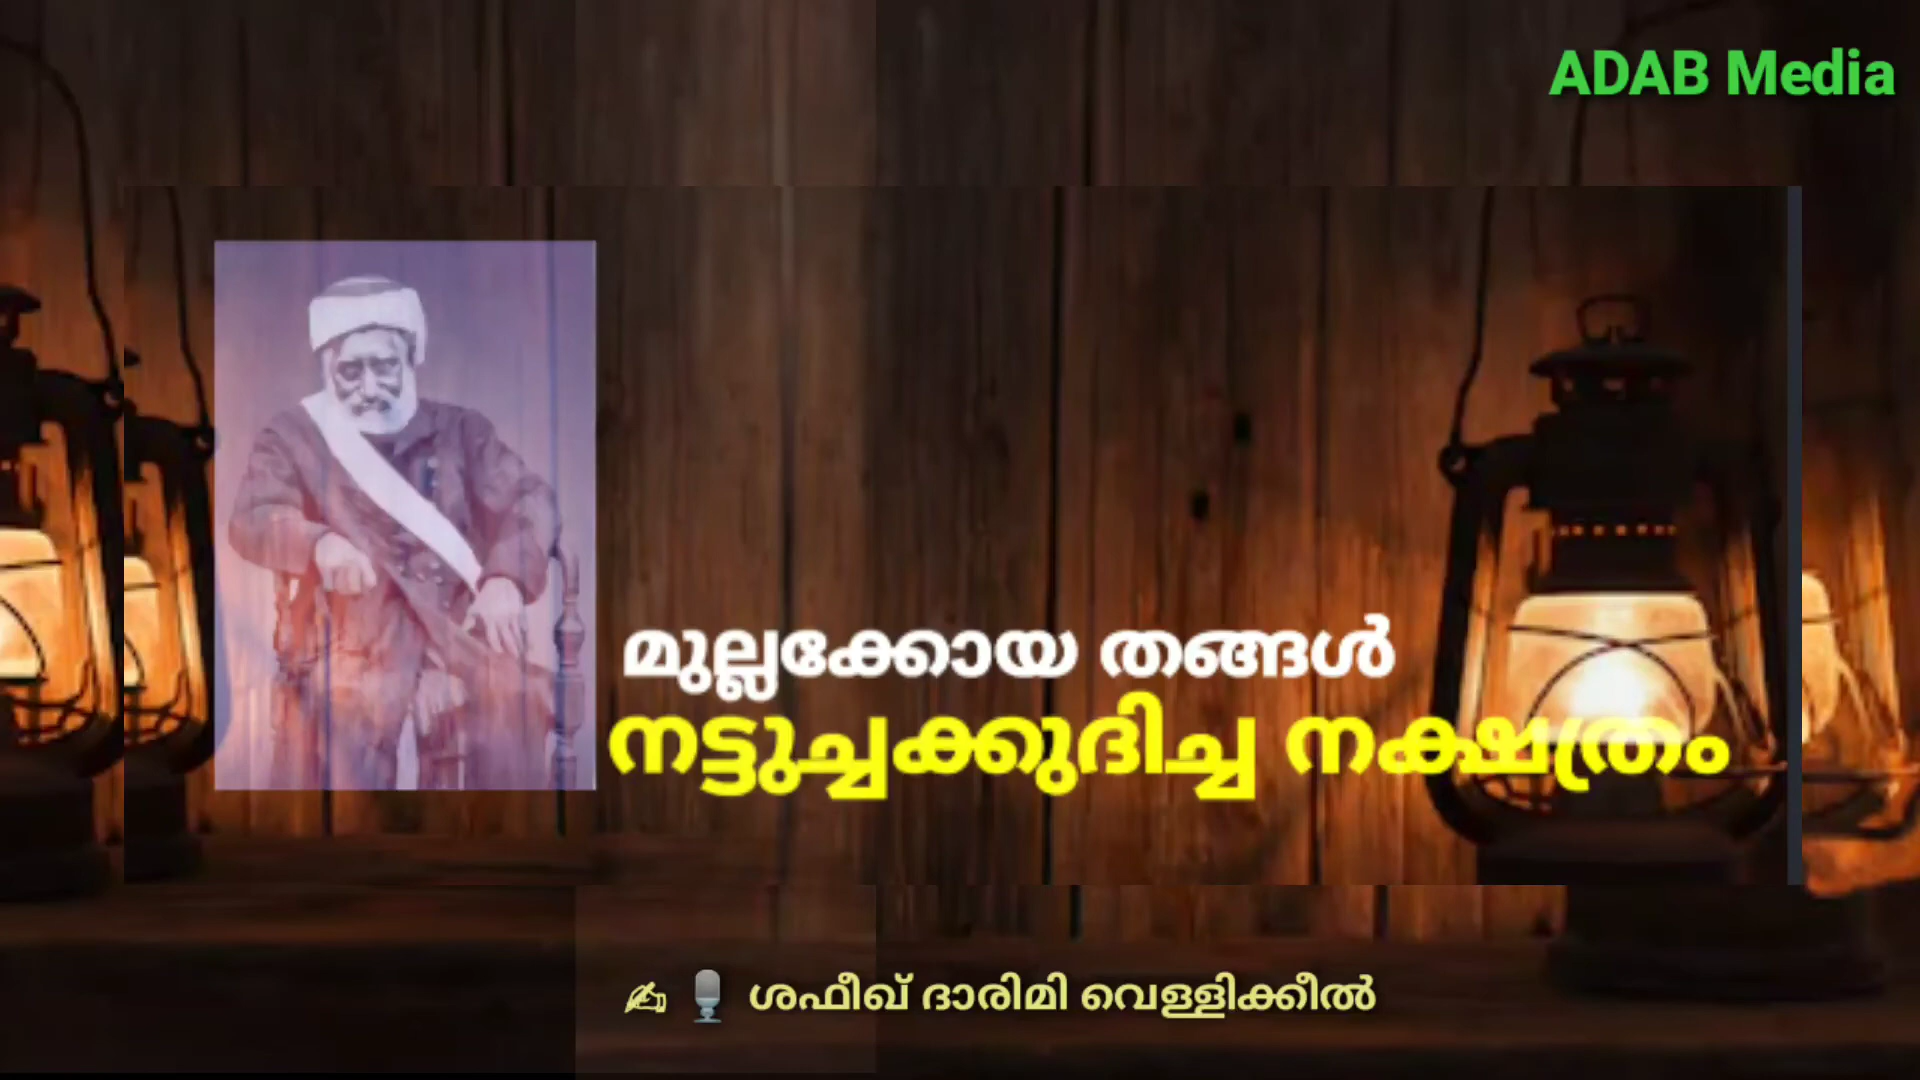 ADAB Media
മുല്ലക്കോയ തങ്ങൾ
നട്ടുച്ചക്കുദിച്ച നക്ഷത്രം
✍🎙 ശഫീഖ് ദാരിമി വെള്ളിക്കീൽ